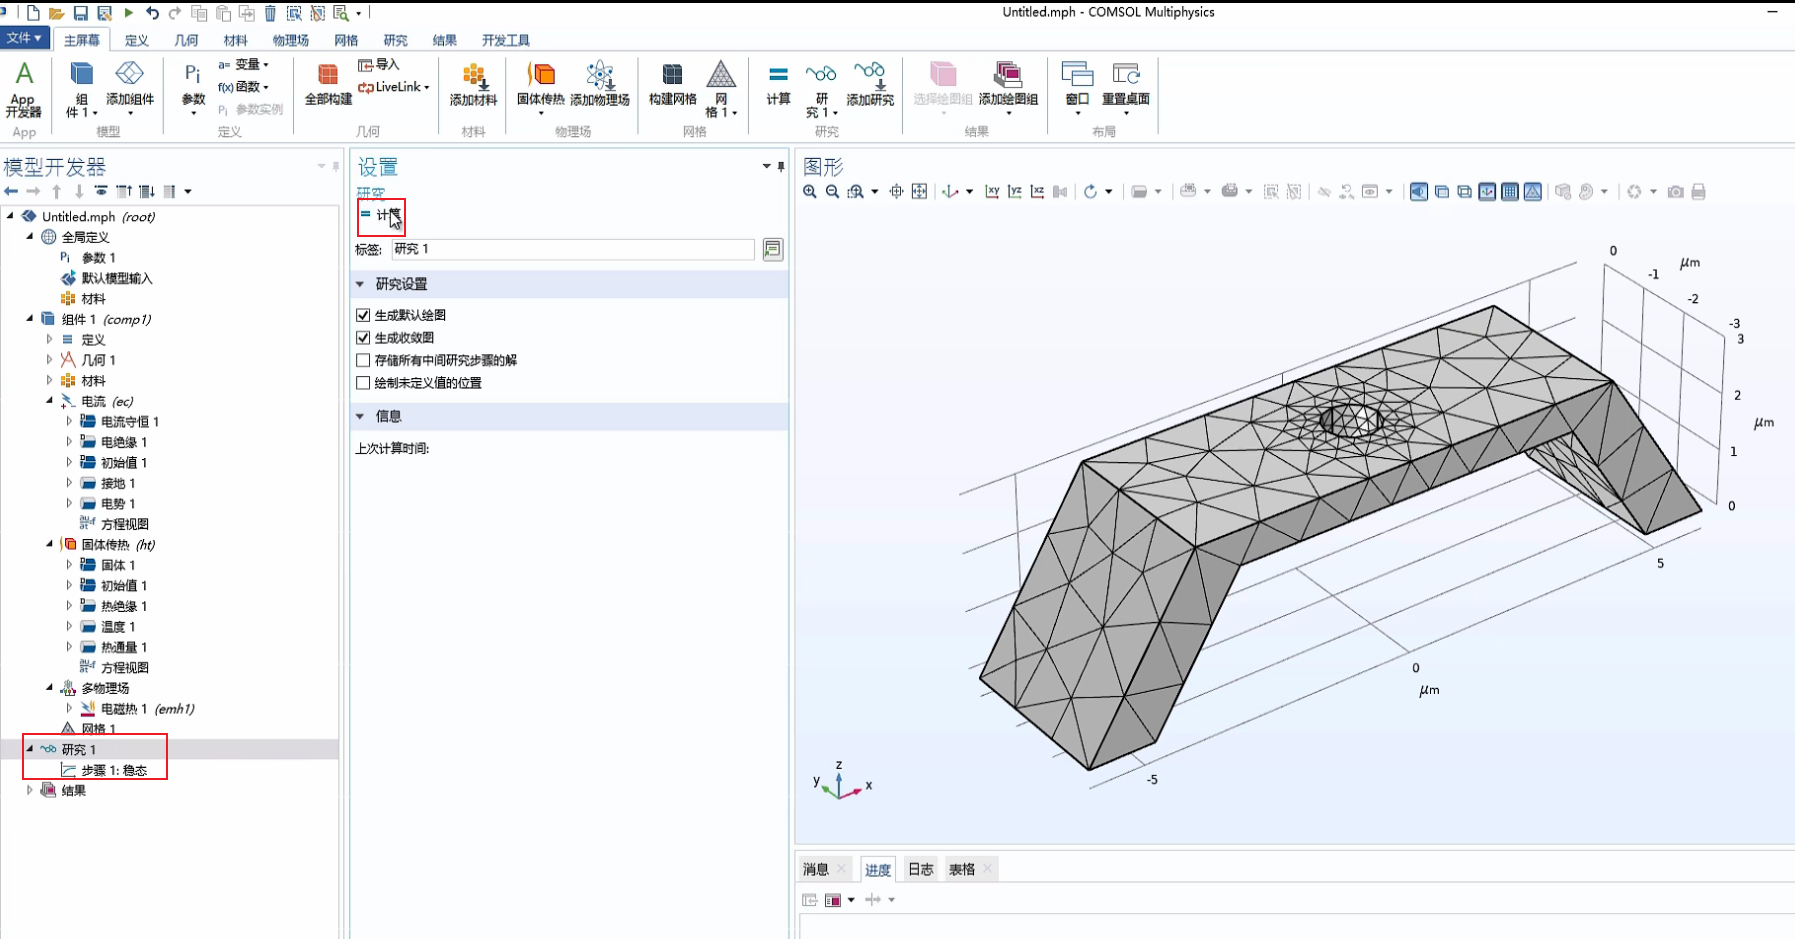 Untitled.mph - COMSOL Multiphysics
文件 主屏幕 定义 几何 材料 物理场 网格 研究 结果 开发工具
App 开发器
组件 1
添加组件
Pi 参数
a= 变量
f(x) 函数
Pi 参数实例
全部构建
导入
LiveLink
添加材料
固体传热
添加物理场
构建网格
网格 1
计算
研究 1
添加研究
选择绘图组
添加绘图组
窗口
重置桌面
App 模型 定义 几何 材料 物理场 网格 研究 结果 布局
模型开发器
Untitled.mph (root)
全局定义
Pi 参数 1
默认模型输入
材料
组件 1 (comp1)
定义
几何 1
材料
电流 (ec)
电流守恒 1
电绝缘 1
初始值 1
接地 1
电势 1
方程视图
固体传热 (ht)
固体 1
初始值 1
热绝缘 1
温度 1
热通量 1
方程视图
多物理场
电磁热 1 (emh1)
网格 1
研究 1
步骤 1: 稳态
结果
设置
研究
= 计算
标签: 研究 1
研究设置
生成默认绘图
生成收敛图
存储所有中间研究步骤的解
绘制未定义值的位置
信息
上次计算时间:
图形
xy yz xz
0
-1
μm
-2
-3
3
2
μm
1
0
5
0
μm
-5
z
y
x
消息 进度 日志 表格